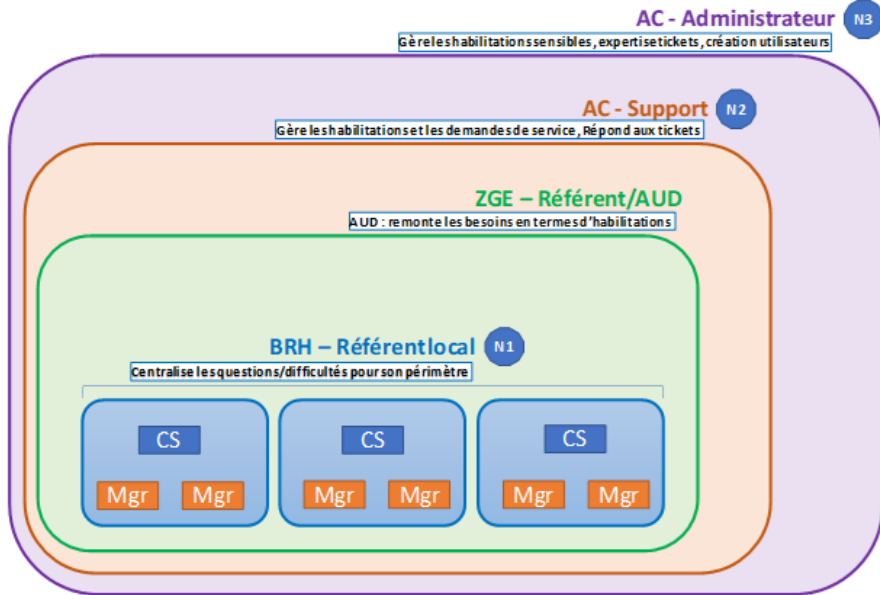 AC - Administrateur N3
Gère les habilitations sensibles, expertise tickets, création utilisateurs
AC - Support N2
Gère les habilitations et les demandes de service, Répond aux tickets
ZGE – Référent/AUD
AUD : remonte les besoins en termes d'habilitations
BRH – Référent local N1
Centralise les questions/difficultés pour son périmètre
CS CS CS
Mgr Mgr Mgr Mgr Mgr Mgr